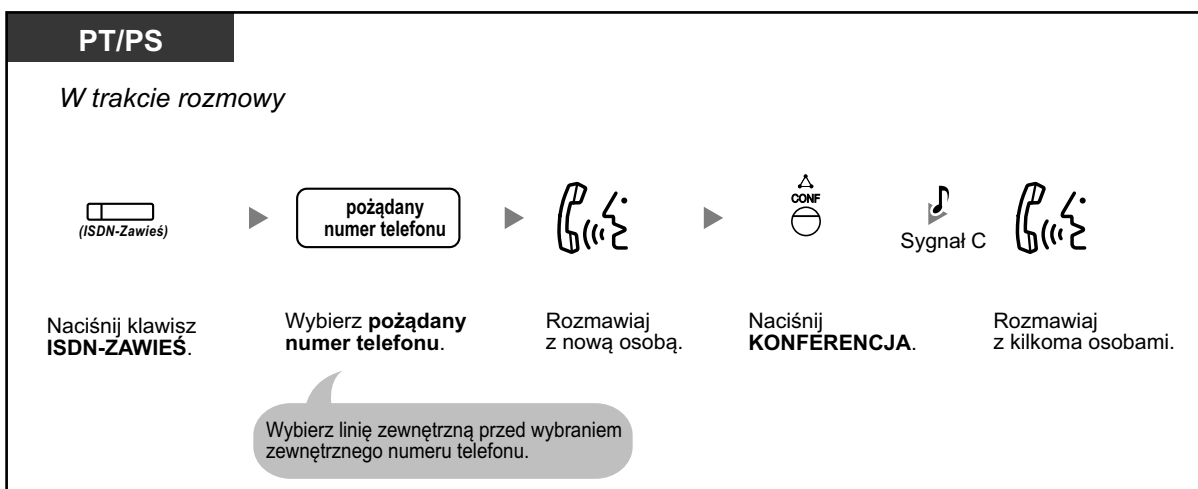 PT/PS
W trakcie rozmowy
(ISDN-Zawieś)
pożądany
numer telefonu
CONF
Sygnał C
Naciśnij klawisz
ISDN-ZAWIEŚ.
Wybierz pożądany
numer telefonu.
Rozmawiaj
z nową osobą.
Naciśnij
KONFERENCJA.
Rozmawiaj
z kilkoma osobami.
Wybierz linię zewnętrzną przed wybraniem
zewnętrznego numeru telefonu.